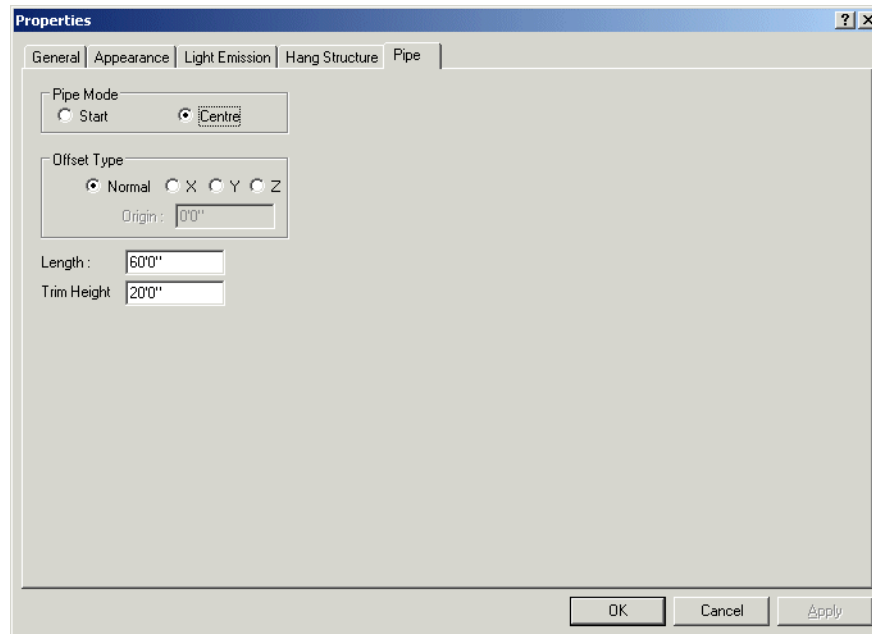 Properties
General Appearance Light Emission Hang Structure Pipe
Pipe Mode
Start Centre
Offset Type
Normal X Y Z
Origin : 0'0"
Length : 60'0"
Trim Height 20'0"
OK Cancel Apply